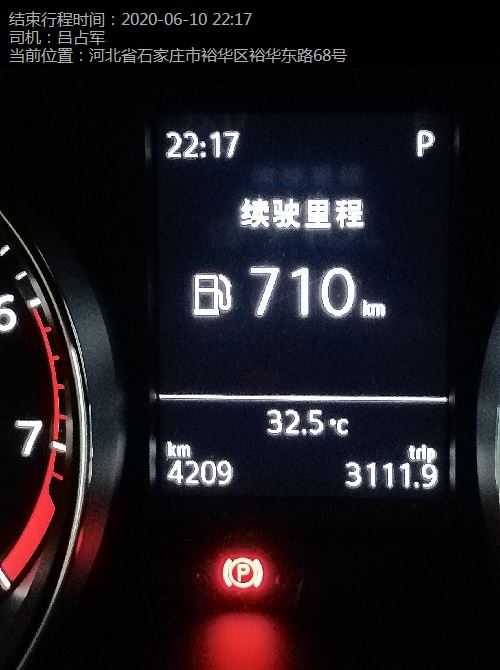 结束行程时间：2020-06-10 22:17
司机：吕占军
当前位置：河北省石家庄市裕华区裕华东路68号
22:17 P
续驶里程
710 km
6
7
32.5 °C
km trip
4209 3111.9
P